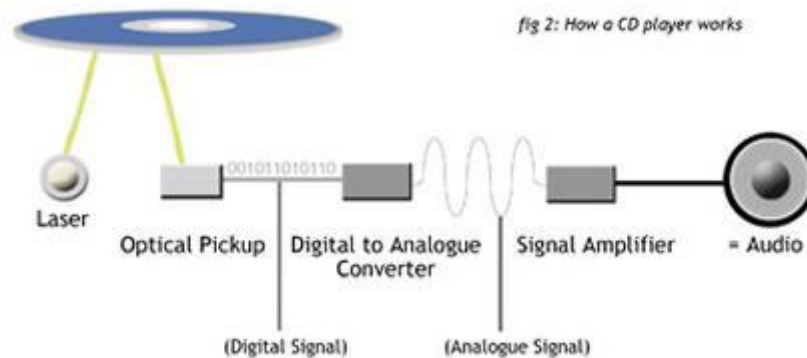 fig 2: How a CD player works
001011010110
Laser
Optical Pickup
Digital to Analogue
Converter
Signal Amplifier
= Audio
(Digital Signal)
(Analogue Signal)